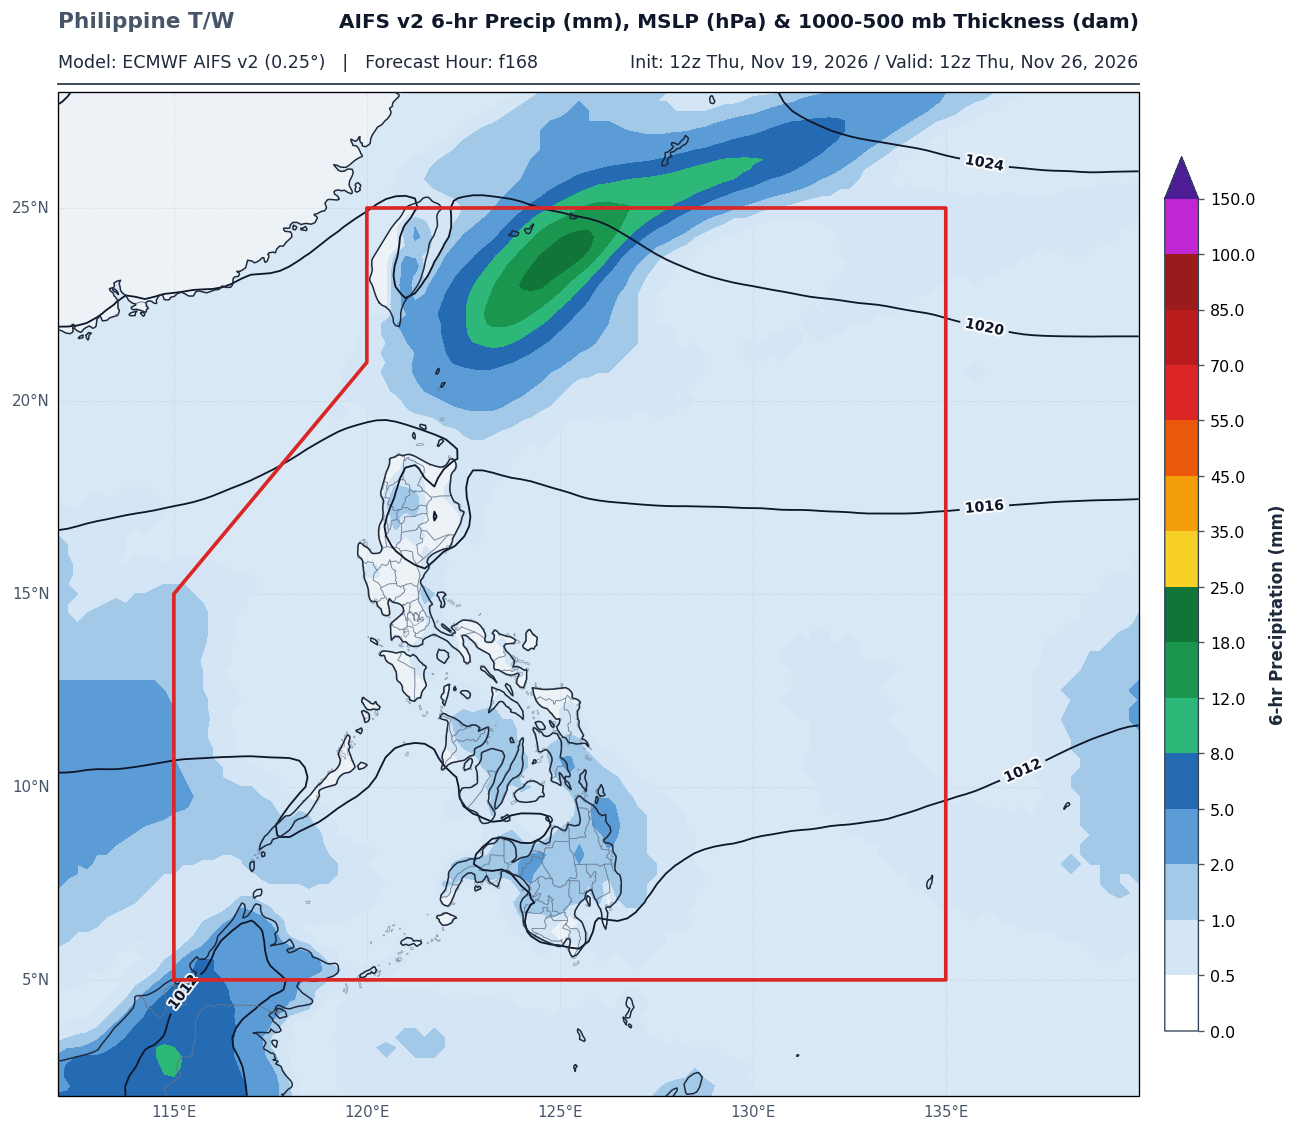 Philippine T/W
AIFS v2 6-hr Precip (mm), MSLP (hPa) & 1000-500 mb Thickness (dam)
Model: ECMWF AIFS v2 (0.25°) | Forecast Hour: f168
Init: 12z Thu, Nov 19, 2026 / Valid: 12z Thu, Nov 26, 2026
1024
1020
1016
1012
1012
25°N
20°N
15°N
10°N
5°N
115°E
120°E
125°E
130°E
135°E
150.0
100.0
85.0
70.0
55.0
45.0
35.0
25.0
18.0
12.0
8.0
5.0
2.0
1.0
0.5
0.0
6-hr Precipitation (mm)